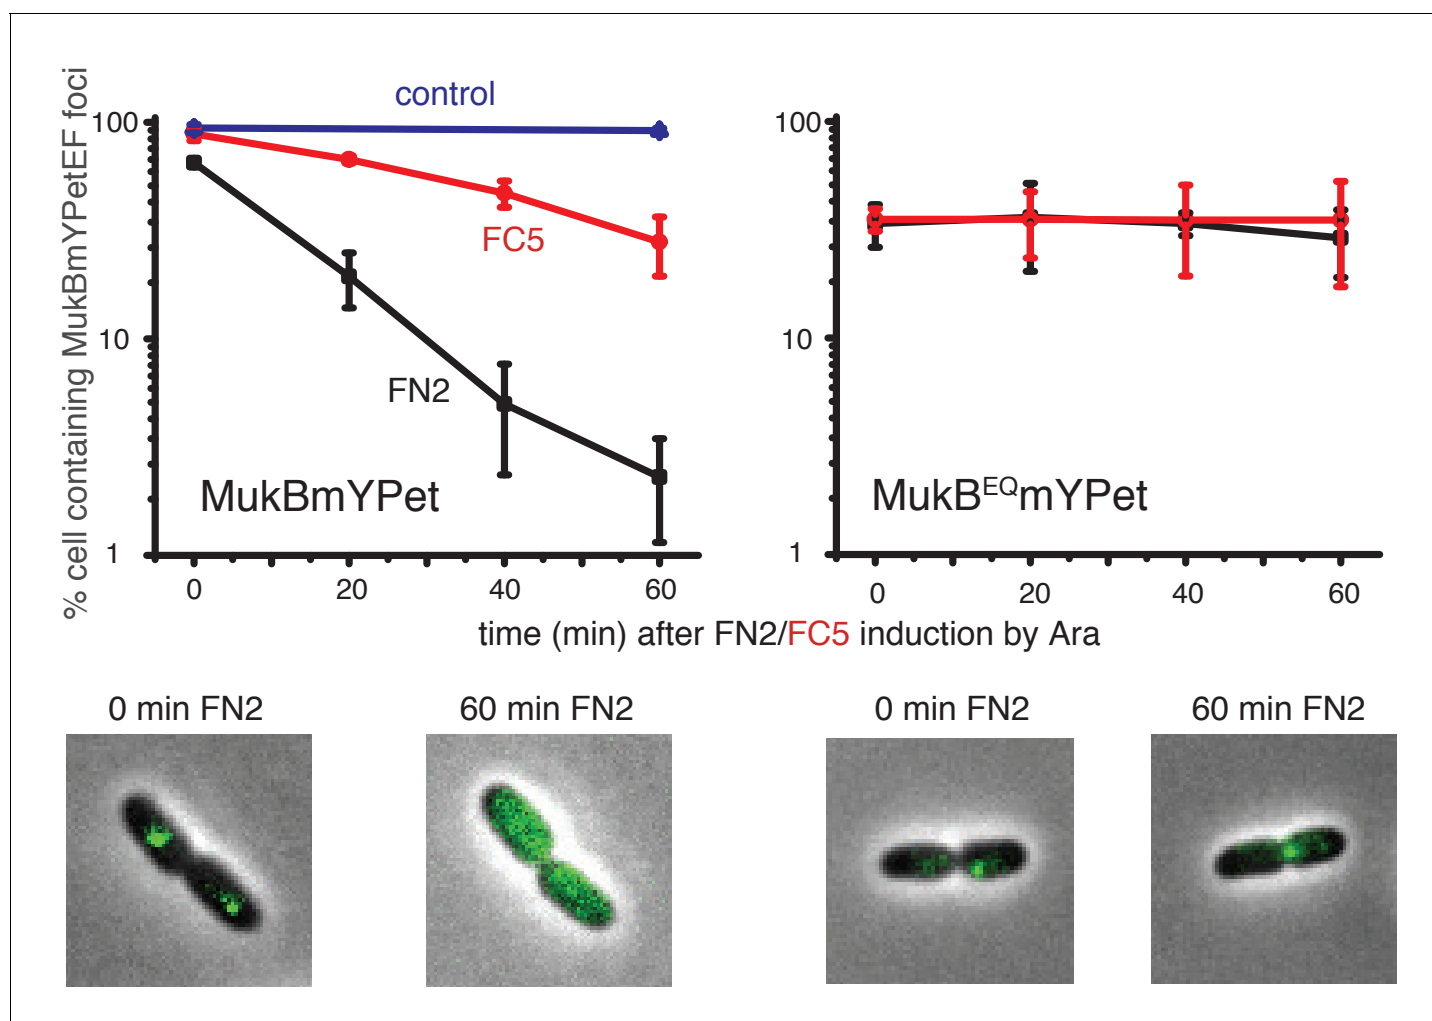 % cell containing MukBmYPetEF foci
control
100
FC5
10
FN2
MukBmYPet
1
0 20 40 60
100
10
MukBEQmYPet
1
0 20 40 60
time (min) after FN2/FC5 induction by Ara
0 min FN2
60 min FN2
0 min FN2
60 min FN2